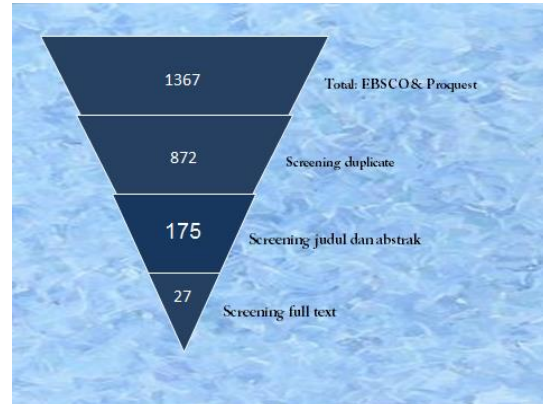 1367
Total: EBSCO & Proquest
872
Screening duplicate
175
Screening judul dan abstrak
27
Screening full text